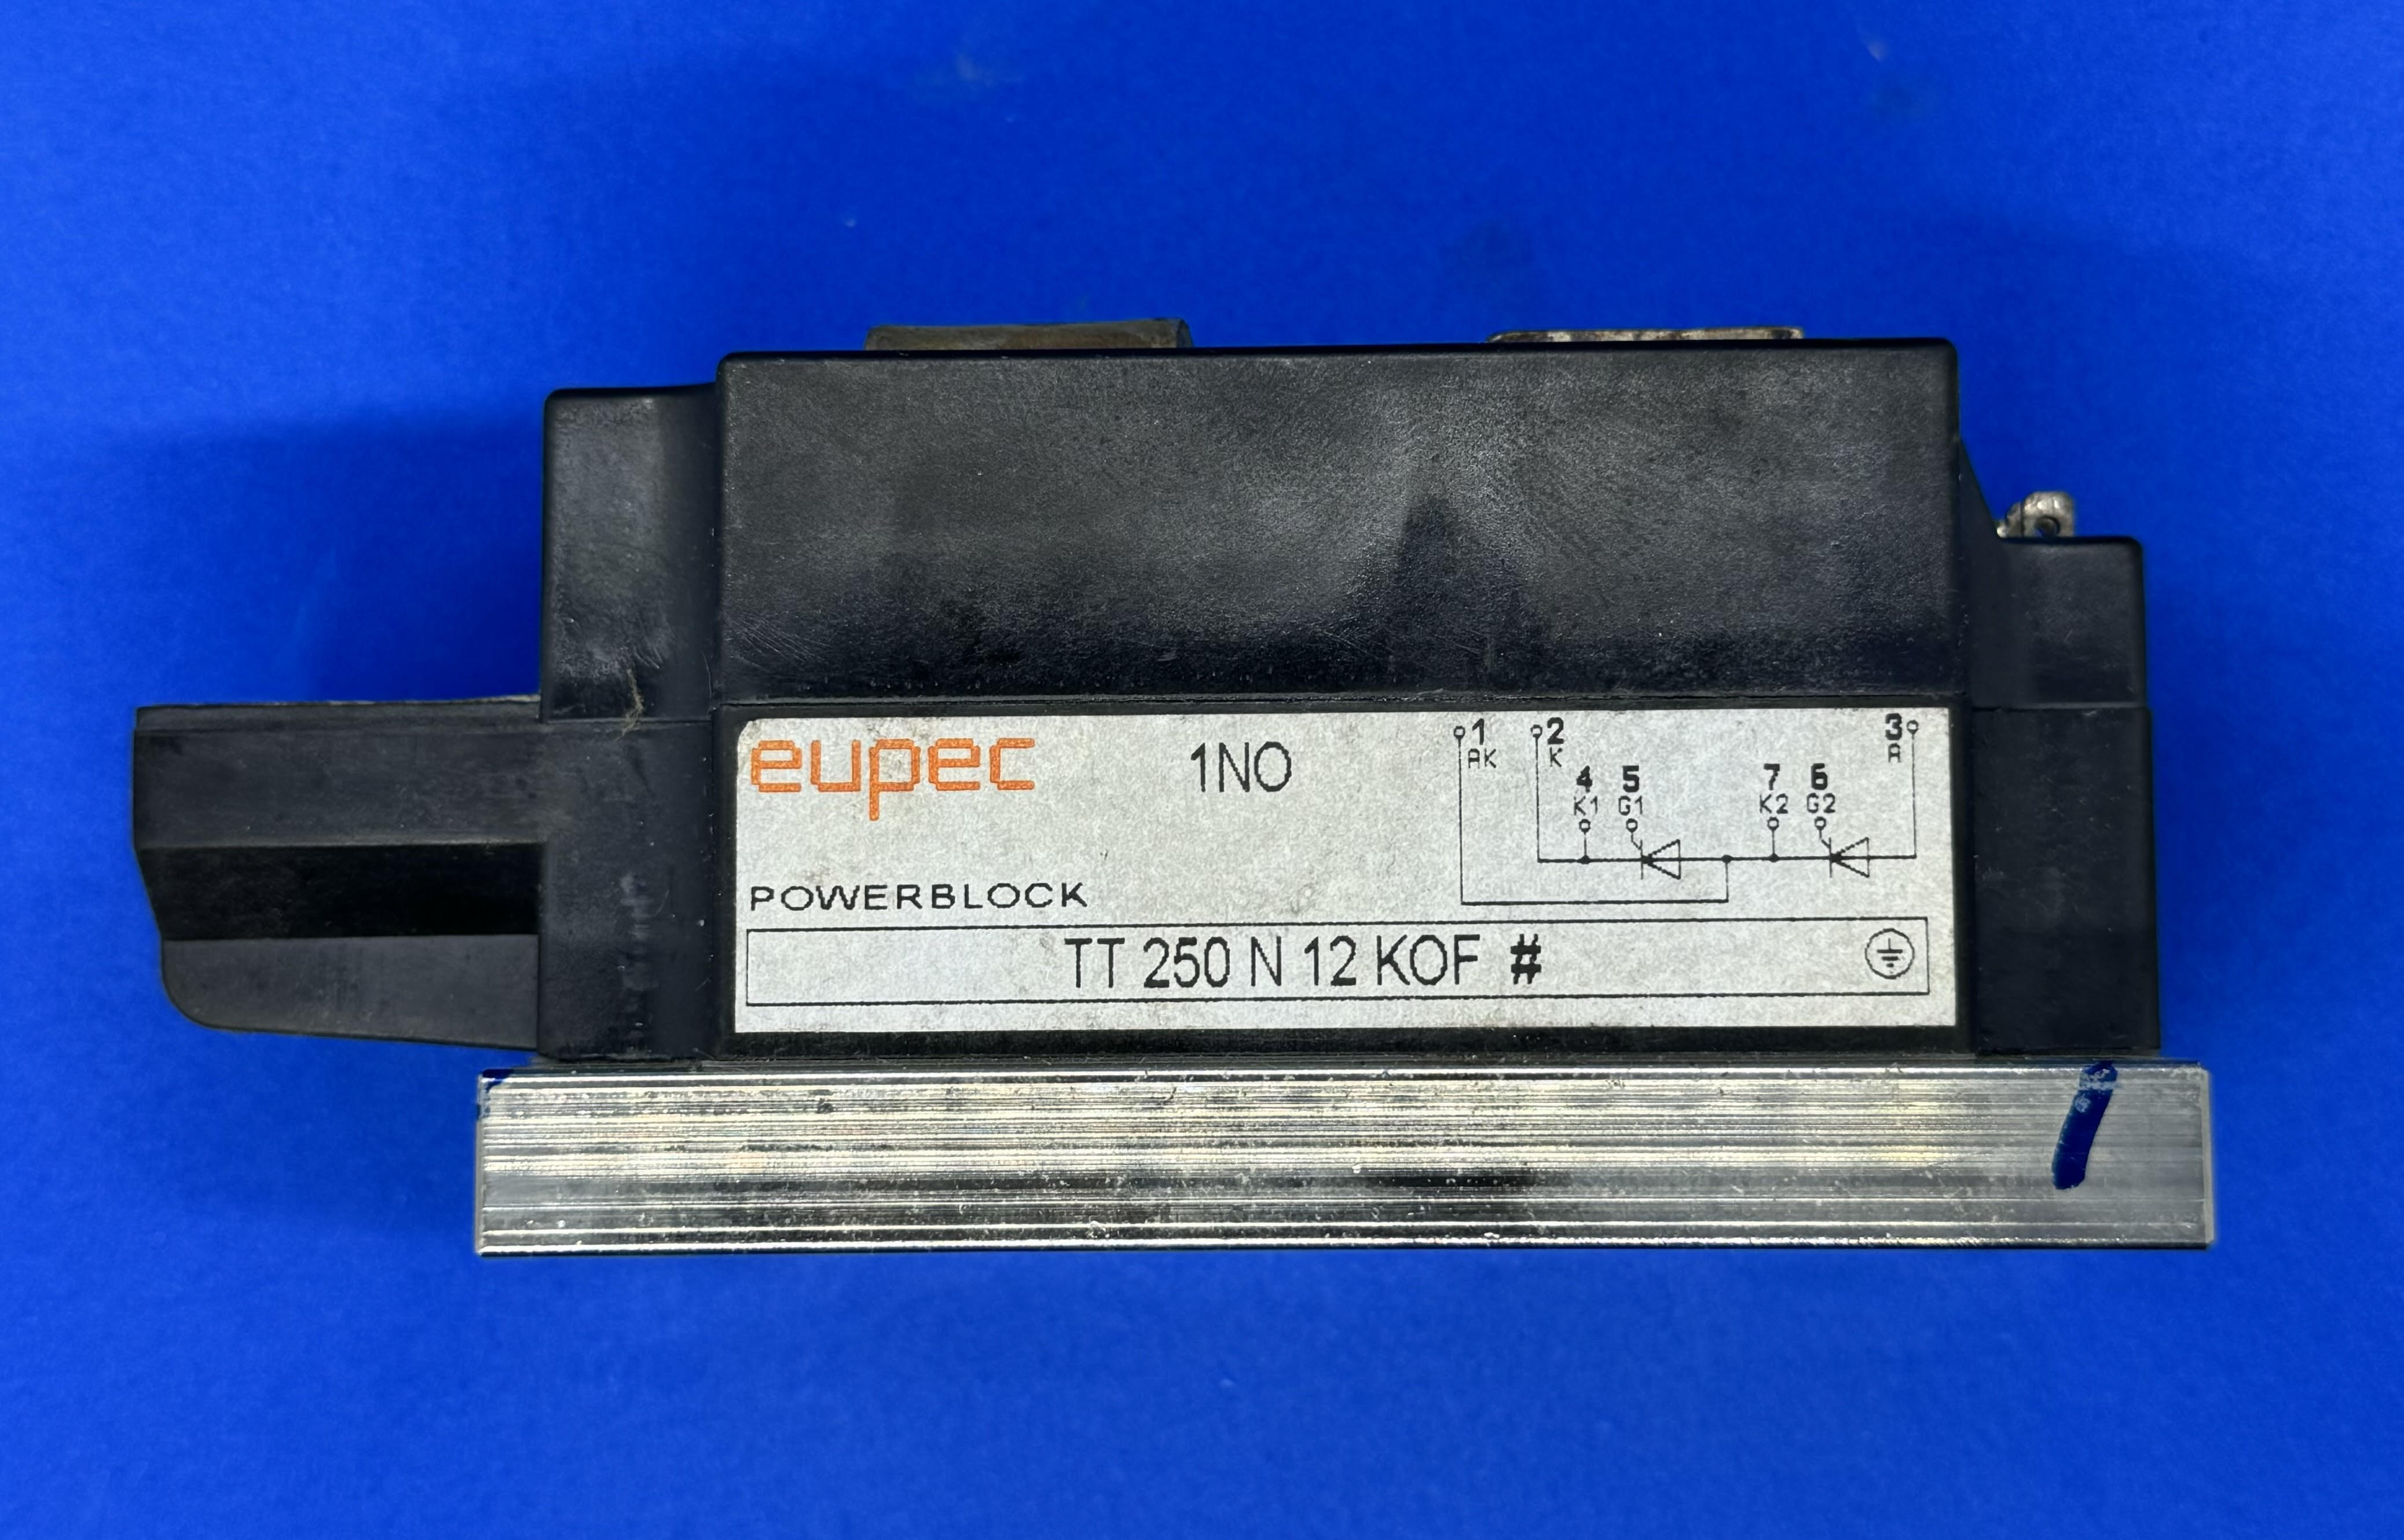 eupec
1NO
1 2 3
AK K A
4 5 7 6
K1 G1 K2 G2
POWERBLOCK
TT 250 N 12 KOF #